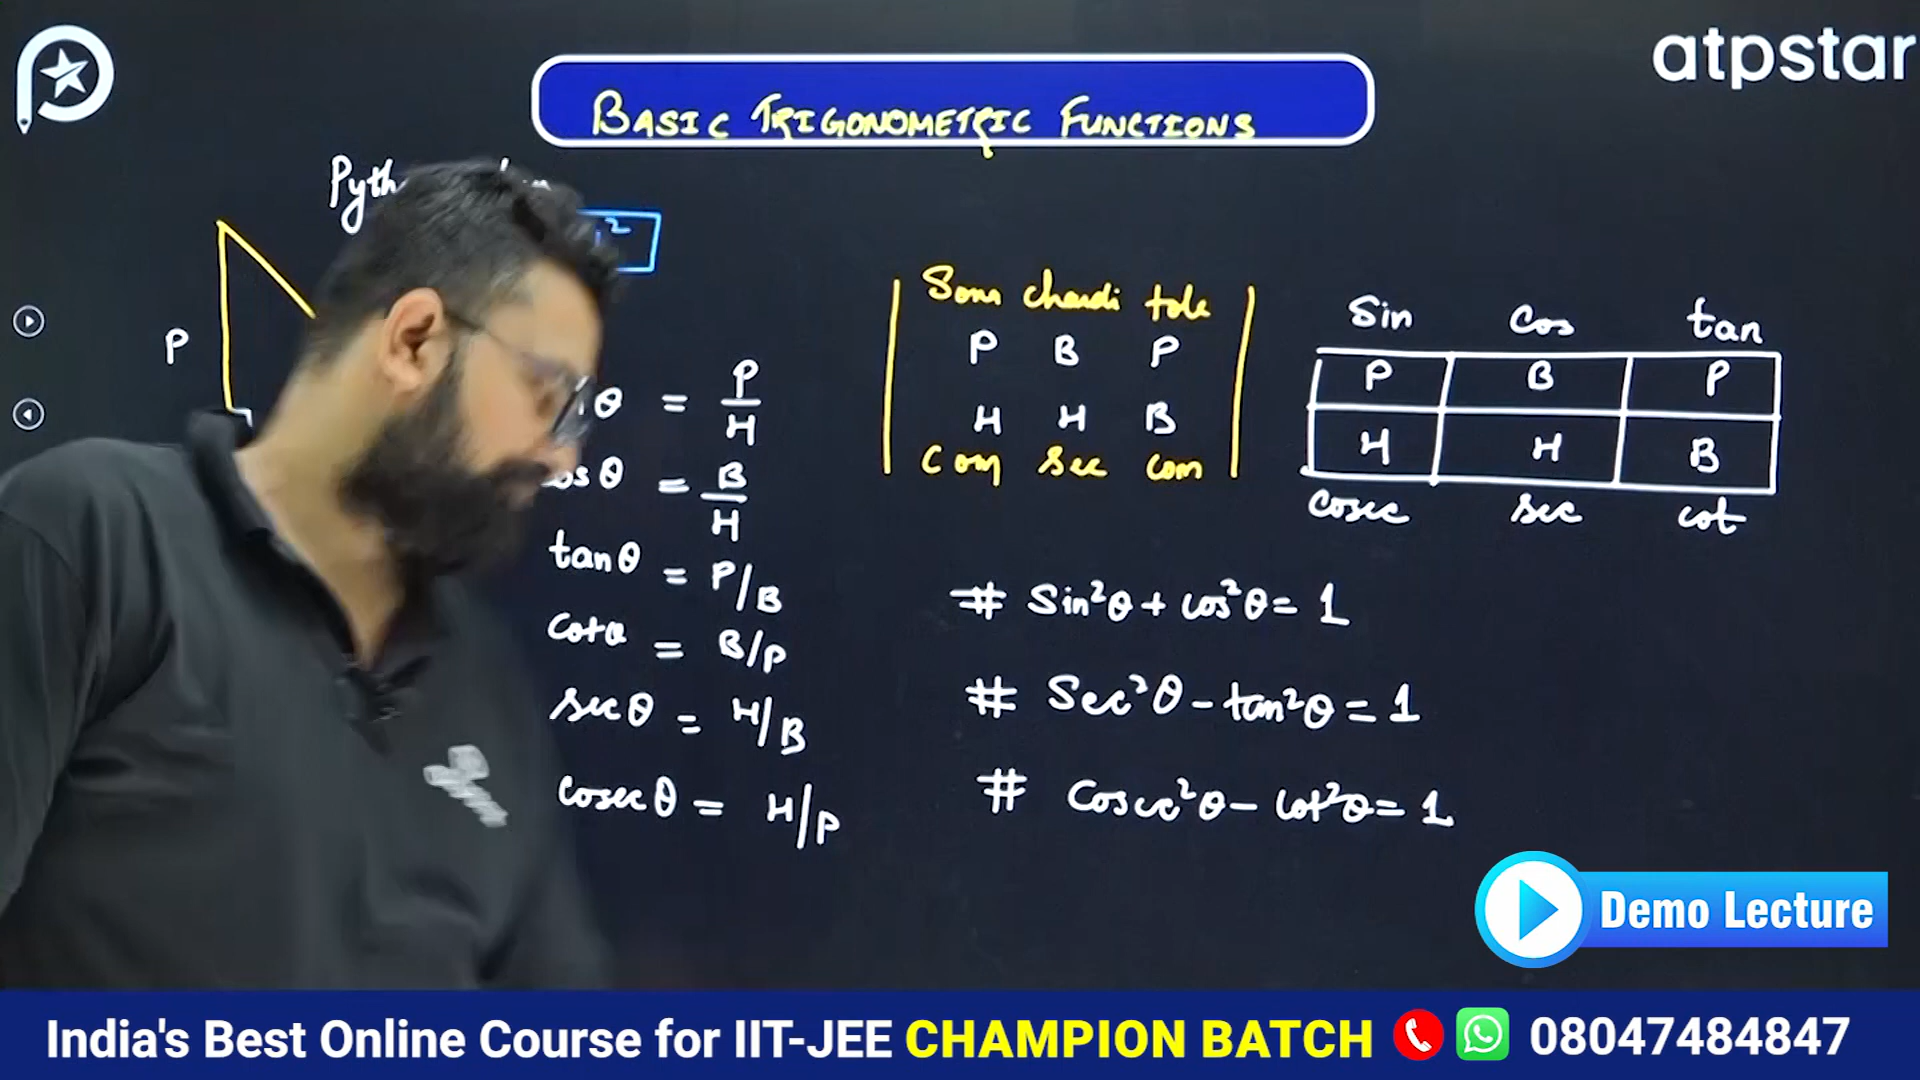 atpstar
BASIC TRIGONOMETRIC FUNCTIONS
P
θ = P/H
θ = B/H
tanθ = P/B
cotθ = B/P
secθ = H/B
cosecθ = H/P
Sona chandi tole
P B P
H H B
Com sec com
Sin cos tan
P B P
H H B
cosec sec cot
# Sin²θ + cos²θ = 1
# Sec²θ - tan²θ = 1
# Cosec²θ - cot²θ = 1
Demo Lecture
India's Best Online Course for IIT-JEE CHAMPION BATCH 08047484847